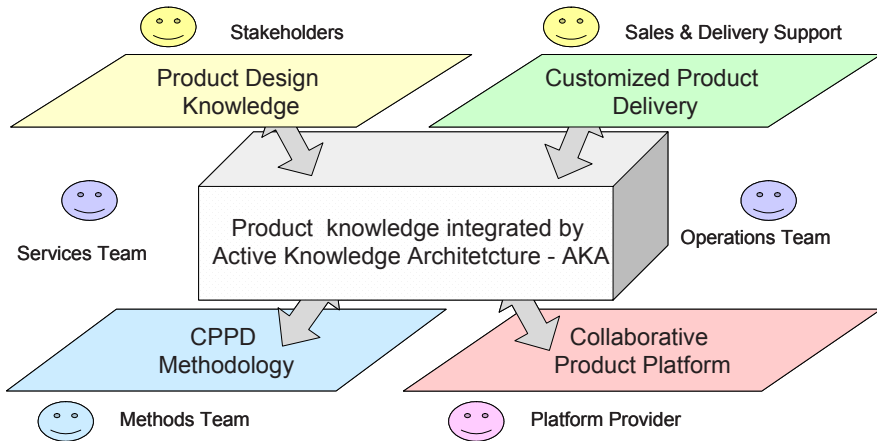 Stakeholders
Sales & Delivery Support
Product Design
Knowledge
Customized Product
Delivery
Services Team
Product knowledge integrated by
Active Knowledge Architetcture - AKA
Operations Team
CPPD
Methodology
Collaborative
Product Platform
Methods Team
Platform Provider